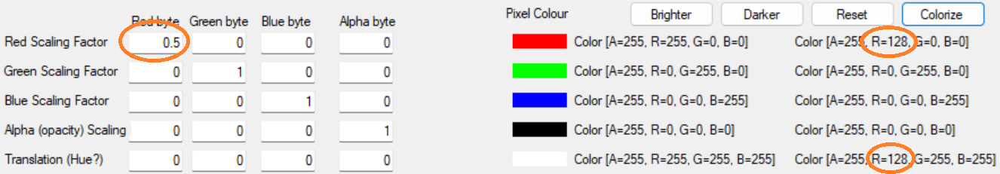 Pixel Colour Brighter Darker Reset Colorize
Red byte Green byte Blue byte Alpha byte
Red Scaling Factor 0.5 0 0 0 Color [A=255, R=255, G=0, B=0] Color [A=255, R=128, G=0, B=0]
Green Scaling Factor 0 1 0 0 Color [A=255, R=0, G=255, B=0] Color [A=255, R=0, G=255, B=0]
Blue Scaling Factor 0 0 1 0 Color [A=255, R=0, G=0, B=255] Color [A=255, R=0, G=0, B=255]
Alpha (opacity) Scaling 0 0 0 1 Color [A=255, R=0, G=0, B=0] Color [A=255, R=0, G=0, B=0]
Translation (Hue?) 0 0 0 0 Color [A=255, R=255, G=255, B=255] Color [A=255, R=128, G=255, B=255]